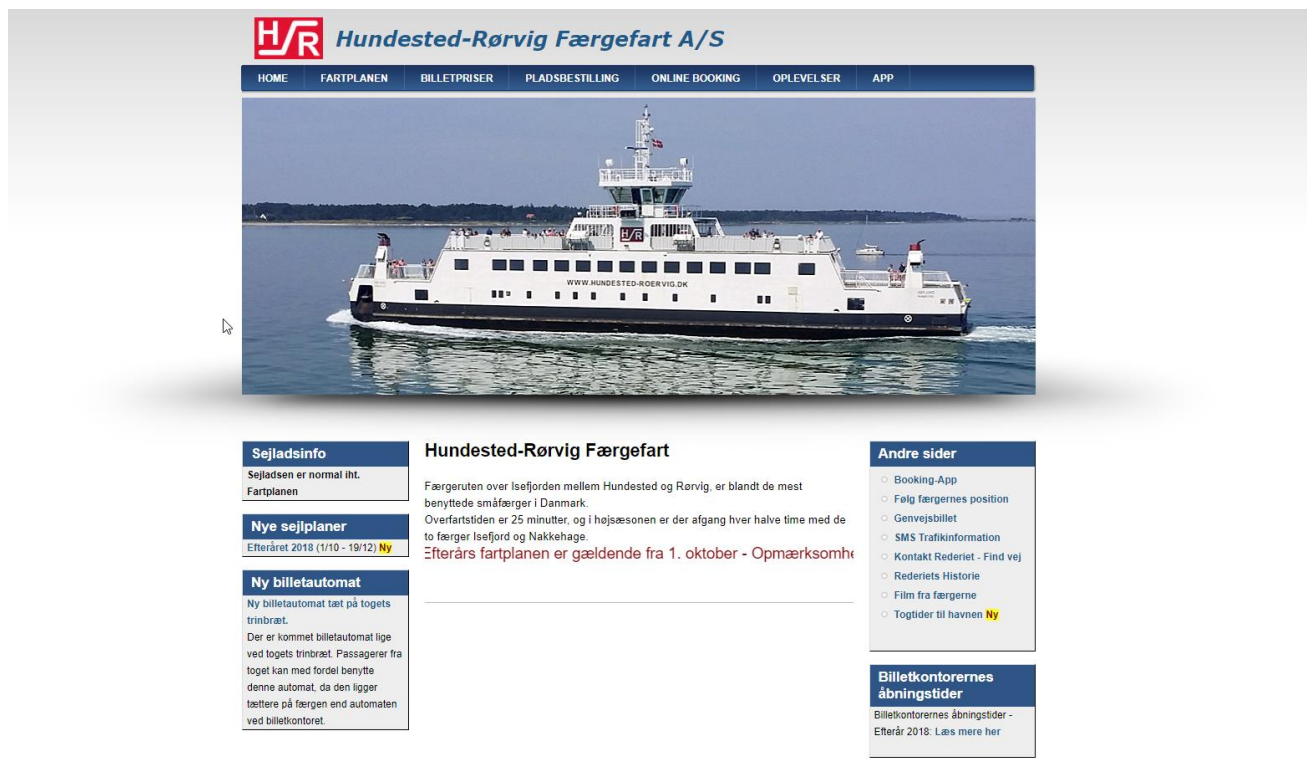 HR
Hundested-Rørvig Færgefart A/S
HOME FARTPLANEN BILLETPRISER PLADSBESTILLING ONLINE BOOKING OPLEVELSER APP
H/R
WWW.HUNDESTED-ROERVIG.DK
Sejladsinfo
Sejladsen er normal iht.
Fartplanen
Nye sejlplaner
Efteråret 2018 (1/10 - 19/12) Ny
Ny billetautomat
Ny billetautomat tæt på togets
trinbræt.
Der er kommet billetautomat lige
ved togets trinbræt. Passagerer fra
toget kan med fordel benytte
denne automat, da den ligger
tættere på færgen end automaten
ved billetkontoret.
Hundested-Rørvig Færgefart
Færgeruten over Isefjorden mellem Hundested og Rørvig, er blandt de mest
benyttede småfærger i Danmark.
Overfartstiden er 25 minutter, og i højsæsonen er der afgang hver halve time med de
to færger Isefjord og Nakkehage.
Efterårs fartplanen er gældende fra 1. oktober - Opmærksomhe
Andre sider
Booking-App
Følg færgernes position
Genvejsbillet
SMS Trafikinformation
Kontakt Rederiet - Find vej
Rederiets Historie
Film fra færgerne
Togtider til havnen Ny
Billetkontorernes
åbningstider
Billetkontorernes åbningstider -
Efterår 2018: Læs mere her